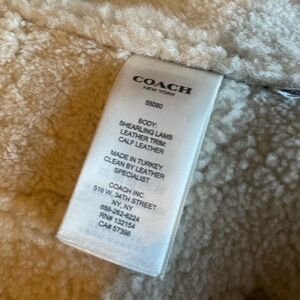 COACH
NEW YORK
55080
BODY:
SHEARLING LAMB
LEATHER TRIM:
CALF LEATHER
MADE IN TURKEY
CLEAN BY LEATHER
SPECIALIST
COACH INC.
516 W. 34TH STREET
NY, NY
888-262-6224
RN# 132154
CA# 57398